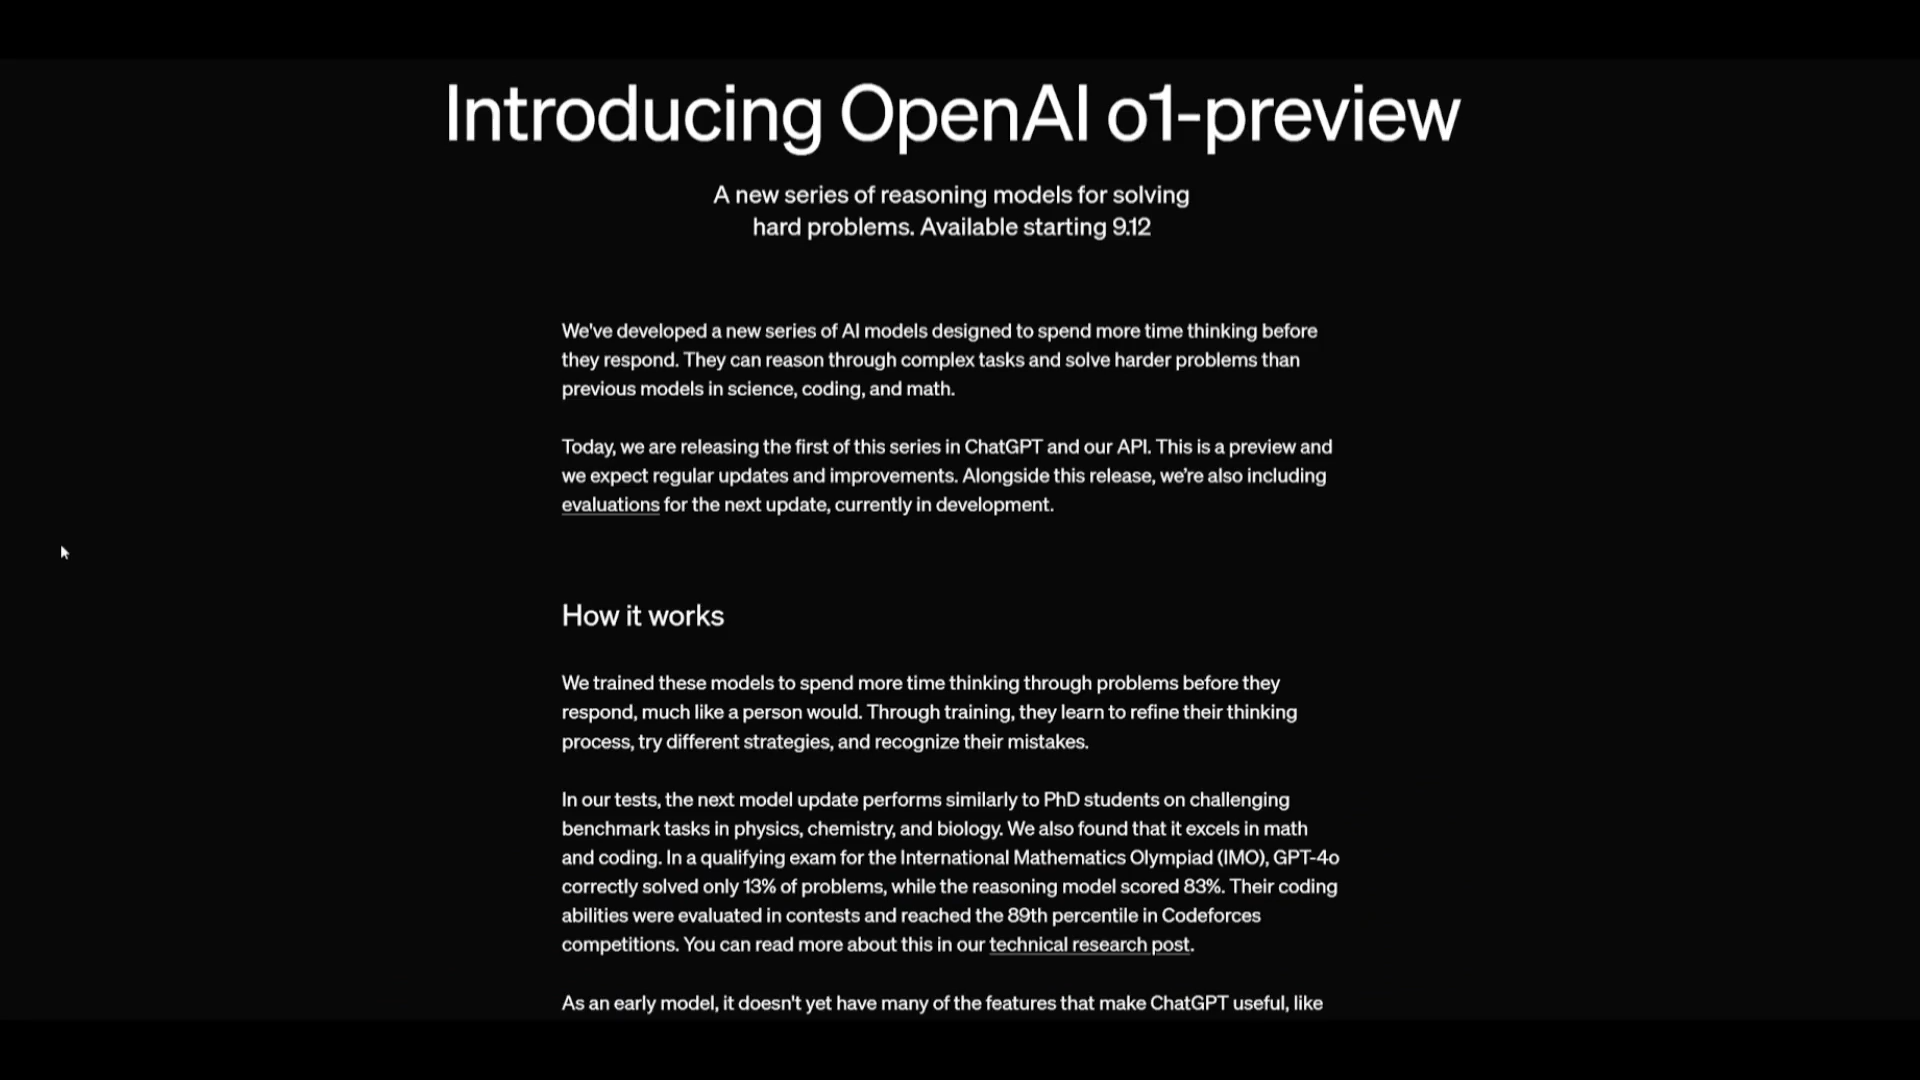 Introducing OpenAI o1-preview
A new series of reasoning models for solving
hard problems. Available starting 9.12
We've developed a new series of AI models designed to spend more time thinking before
they respond. They can reason through complex tasks and solve harder problems than
previous models in science, coding, and math.
Today, we are releasing the first of this series in ChatGPT and our API. This is a preview and
we expect regular updates and improvements. Alongside this release, we’re also including
evaluations for the next update, currently in development.
How it works
We trained these models to spend more time thinking through problems before they
respond, much like a person would. Through training, they learn to refine their thinking
process, try different strategies, and recognize their mistakes.
In our tests, the next model update performs similarly to PhD students on challenging
benchmark tasks in physics, chemistry, and biology. We also found that it excels in math
and coding. In a qualifying exam for the International Mathematics Olympiad (IMO), GPT-4o
correctly solved only 13% of problems, while the reasoning model scored 83%. Their coding
abilities were evaluated in contests and reached the 89th percentile in Codeforces
competitions. You can read more about this in our technical research post.
As an early model, it doesn't yet have many of the features that make ChatGPT useful, like